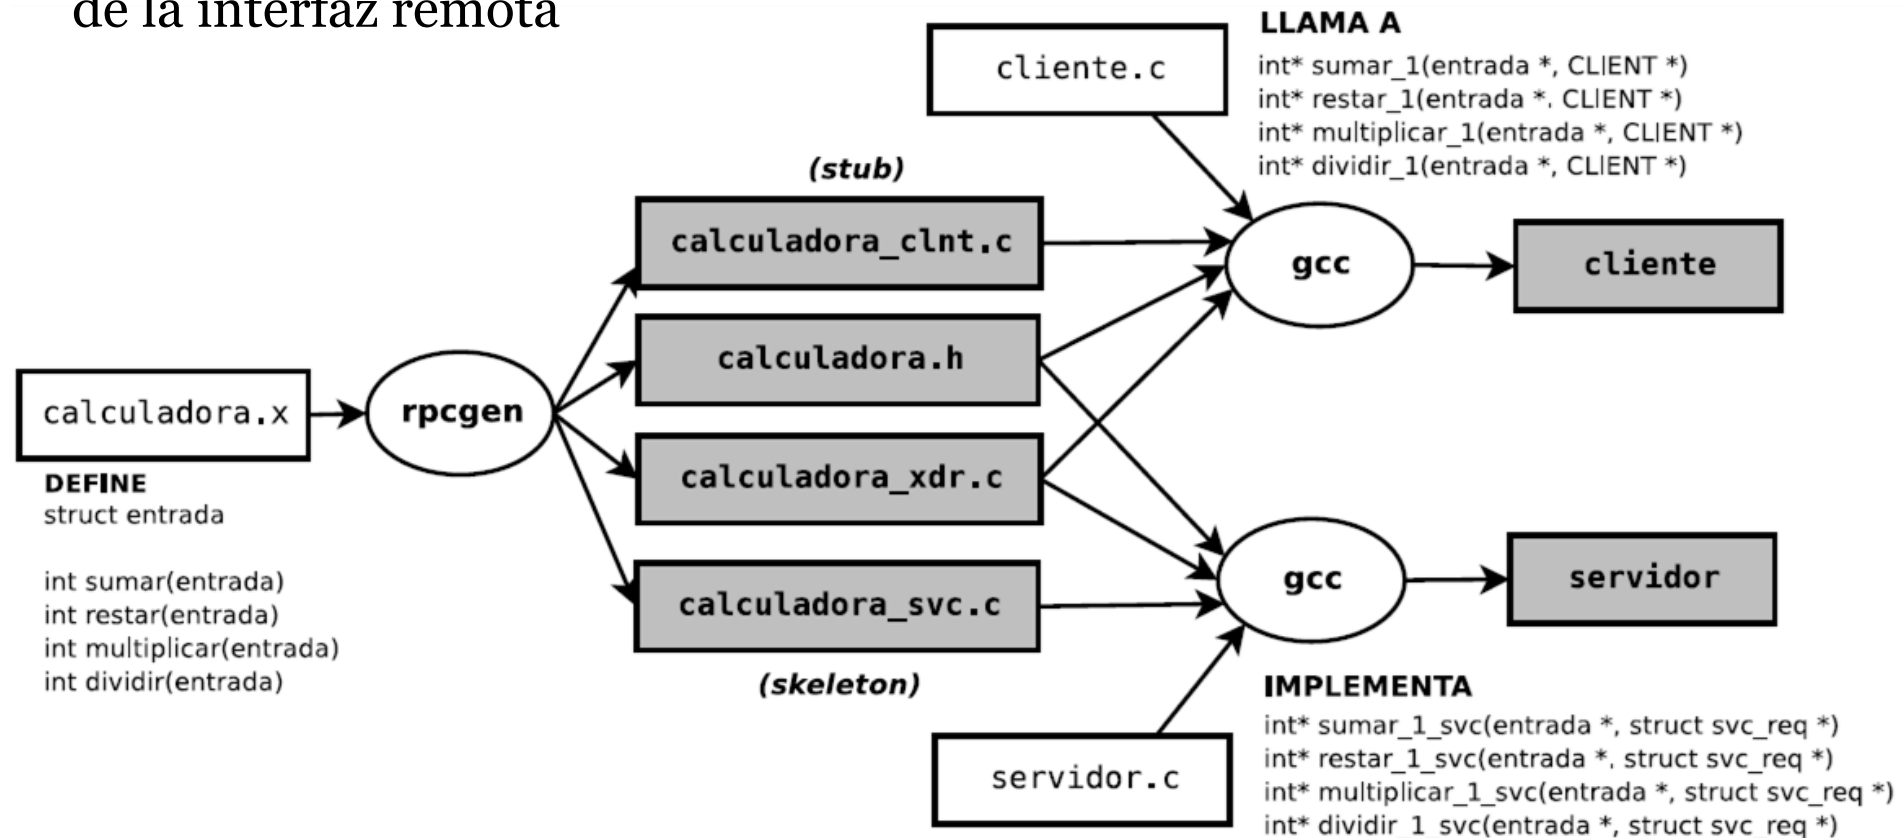 de la interfaz remota
cliente.c
LLAMA A
int* sumar_1(entrada *, CLIENT *)
int* restar_1(entrada *. CLIENT *)
int* multiplicar_1(entrada *, CLIENT *)
int* dividir_1(entrada *, CLIENT *)
(stub)
calculadora_clnt.c
gcc
cliente
calculadora.h
calculadora.x
rpcgen
DEFINE
struct entrada
int sumar(entrada)
int restar(entrada)
int multiplicar(entrada)
int dividir(entrada)
calculadora_xdr.c
calculadora_svc.c
(skeleton)
gcc
servidor
servidor.c
IMPLEMENTA
int* sumar_1_svc(entrada *, struct svc_req *)
int* restar_1_svc(entrada *. struct svc_req *)
int* multiplicar_1_svc(entrada *, struct svc_req *)
int* dividir_1_svc(entrada *, struct svc_req *)